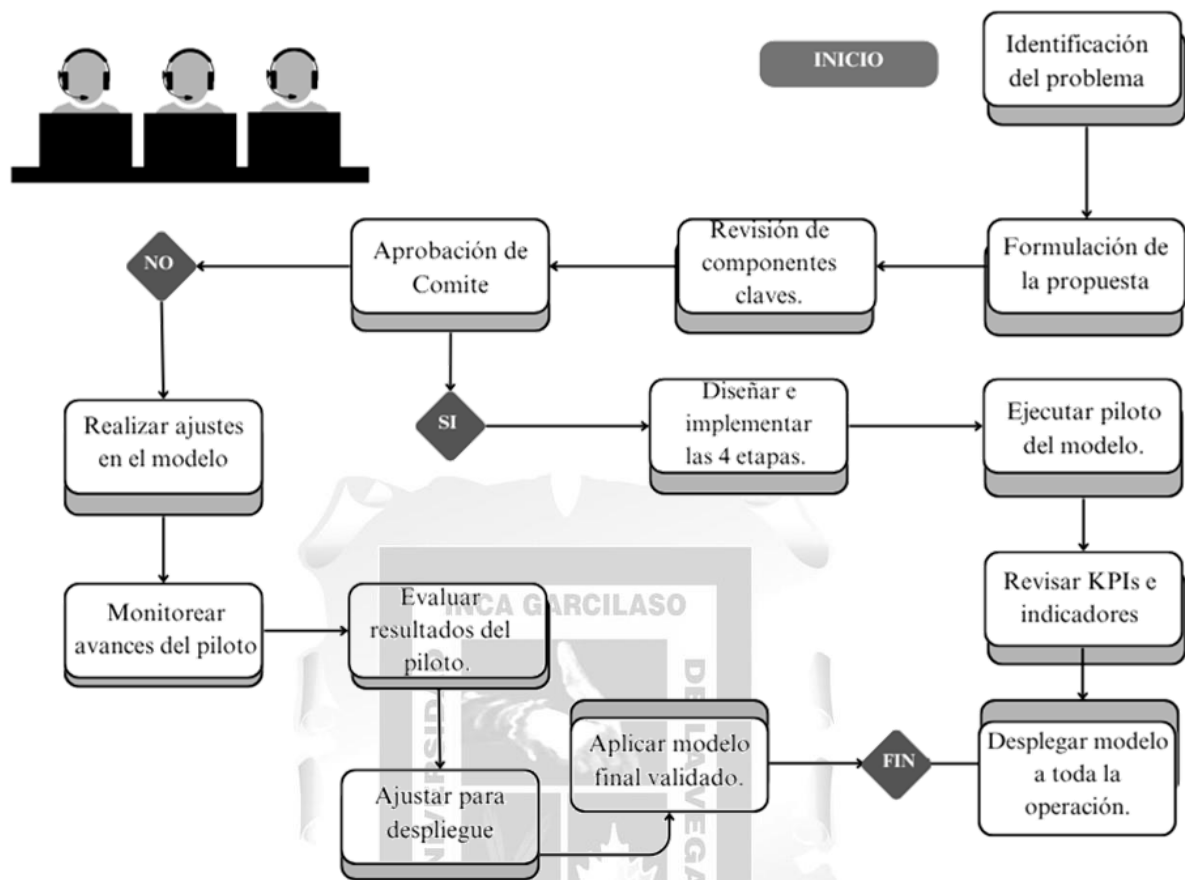 INICIO
Identificación
del problema
Formulación de
la propuesta
Revisión de
componentes
claves.
Aprobación de
Comite
NO
SI
Diseñar e
implementar
las 4 etapas.
Ejecutar piloto
del modelo.
Realizar ajustes
en el modelo
Revisar KPIs e
indicadores
Monitorear
avances del piloto
Evaluar
resultados del
piloto.
Ajustar para
despliegue
Aplicar modelo
final validado.
FIN
Desplegar modelo
a toda la
operación.
INCA GARCILASO
DE LA VEGA